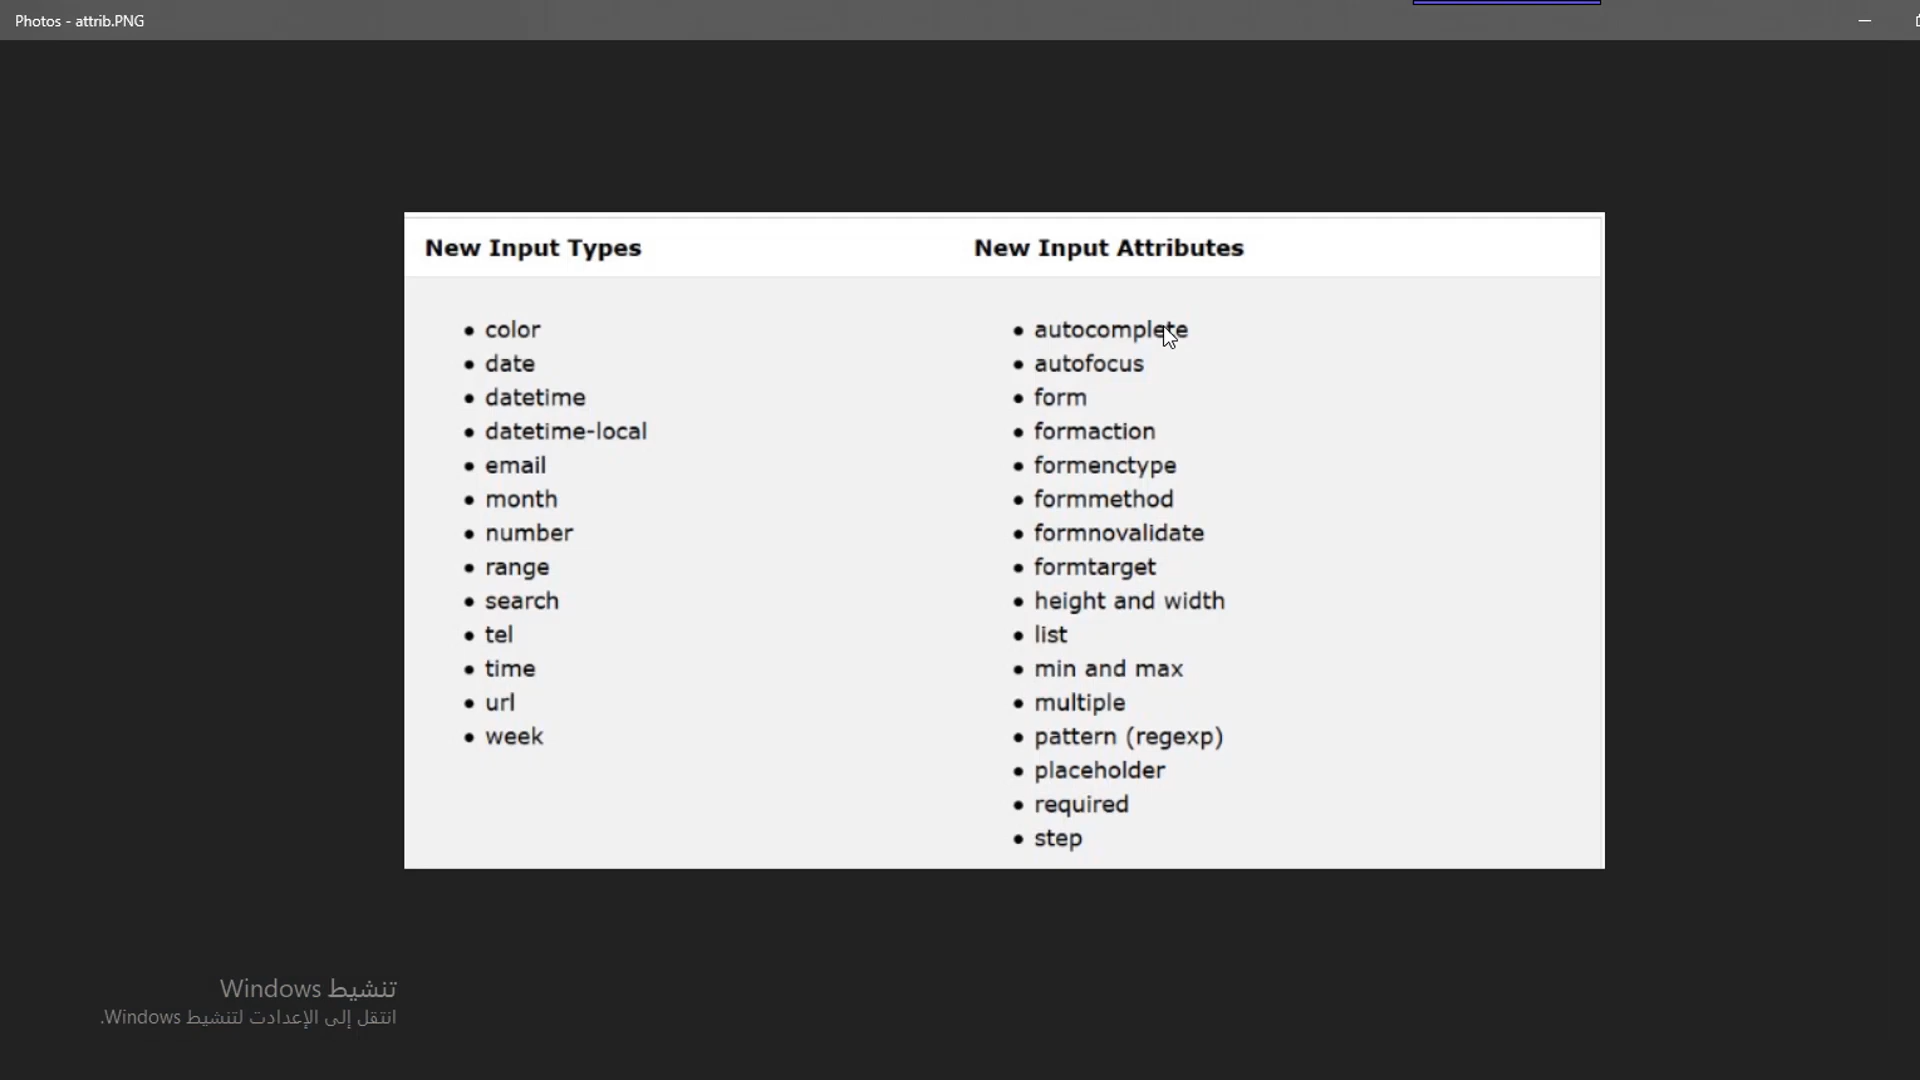 Photos - attrib.PNG
New Input Types
color
date
datetime
datetime-local
email
month
number
range
search
tel
time
url
week
New Input Attributes
autocomplete
autofocus
form
formaction
formenctype
formmethod
formnovalidate
formtarget
height and width
list
min and max
multiple
pattern (regexp)
placeholder
required
step
تنشيط Windows
انتقل إلى الإعدادت لتنشيط Windows.